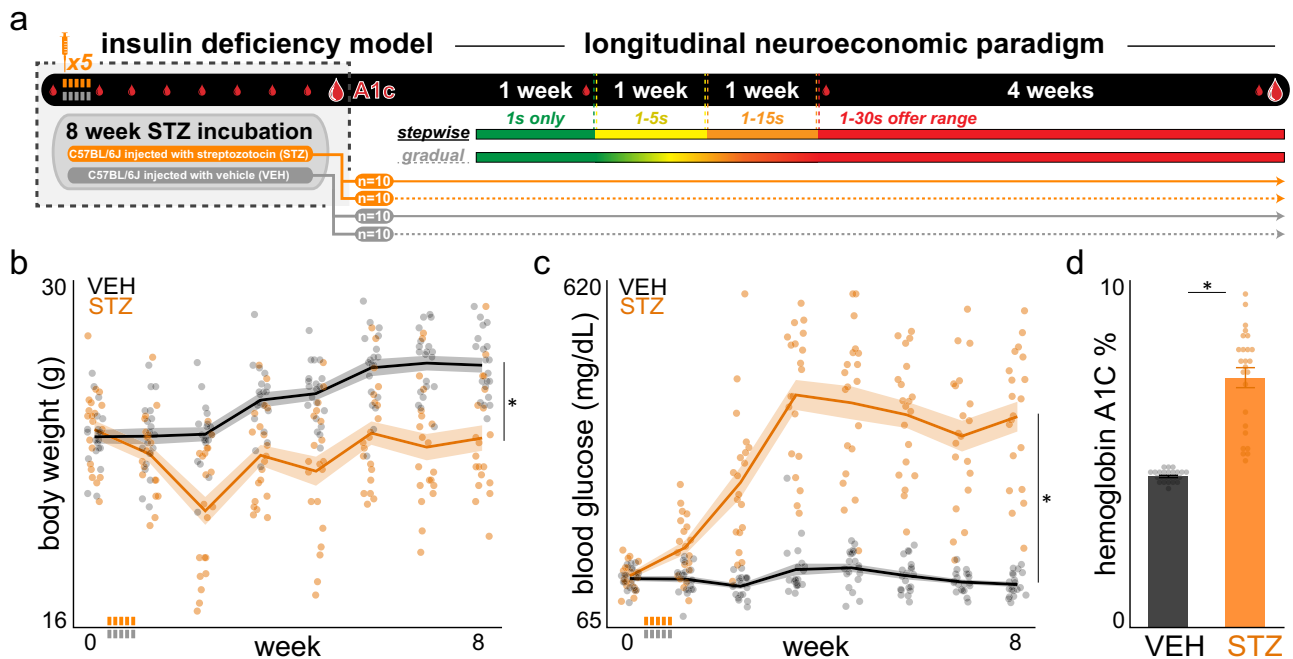 a
insulin deficiency model
longitudinal neuroeconomic paradigm
x5
A1c
1 week
1 week
1 week
4 weeks
8 week STZ incubation
C57BL/6J injected with streptozotocin (STZ)
C57BL/6J injected with vehicle (VEH)
1s only
1-5s
1-15s
1-30s offer range
stepwise
gradual
n=10
n=10
n=10
n=10
b
30
VEH
STZ
body weight (g)
*
16
0
week
8
c
620
VEH
STZ
blood glucose (mg/dL)
*
65
0
week
8
d
10
*
hemoglobin A1C %
0
VEH
STZ